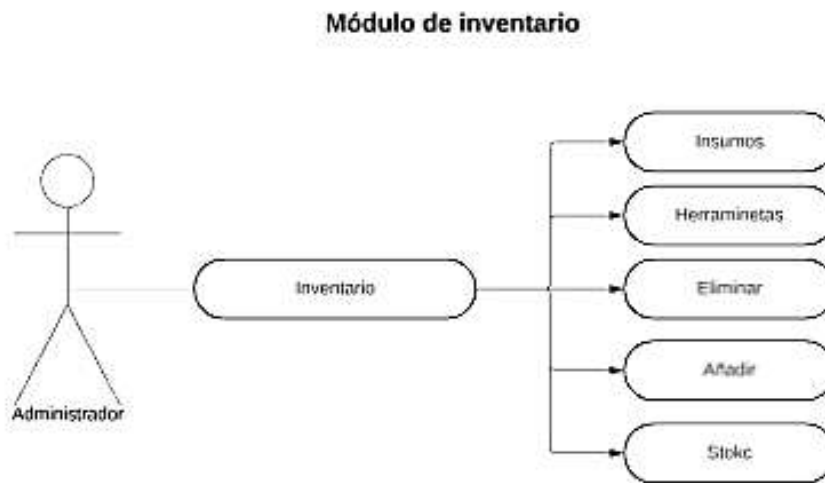 Módulo de inventario
Insumos
Herraminetas
Inventario
Eliminar
Añadir
Administrador
Stokc